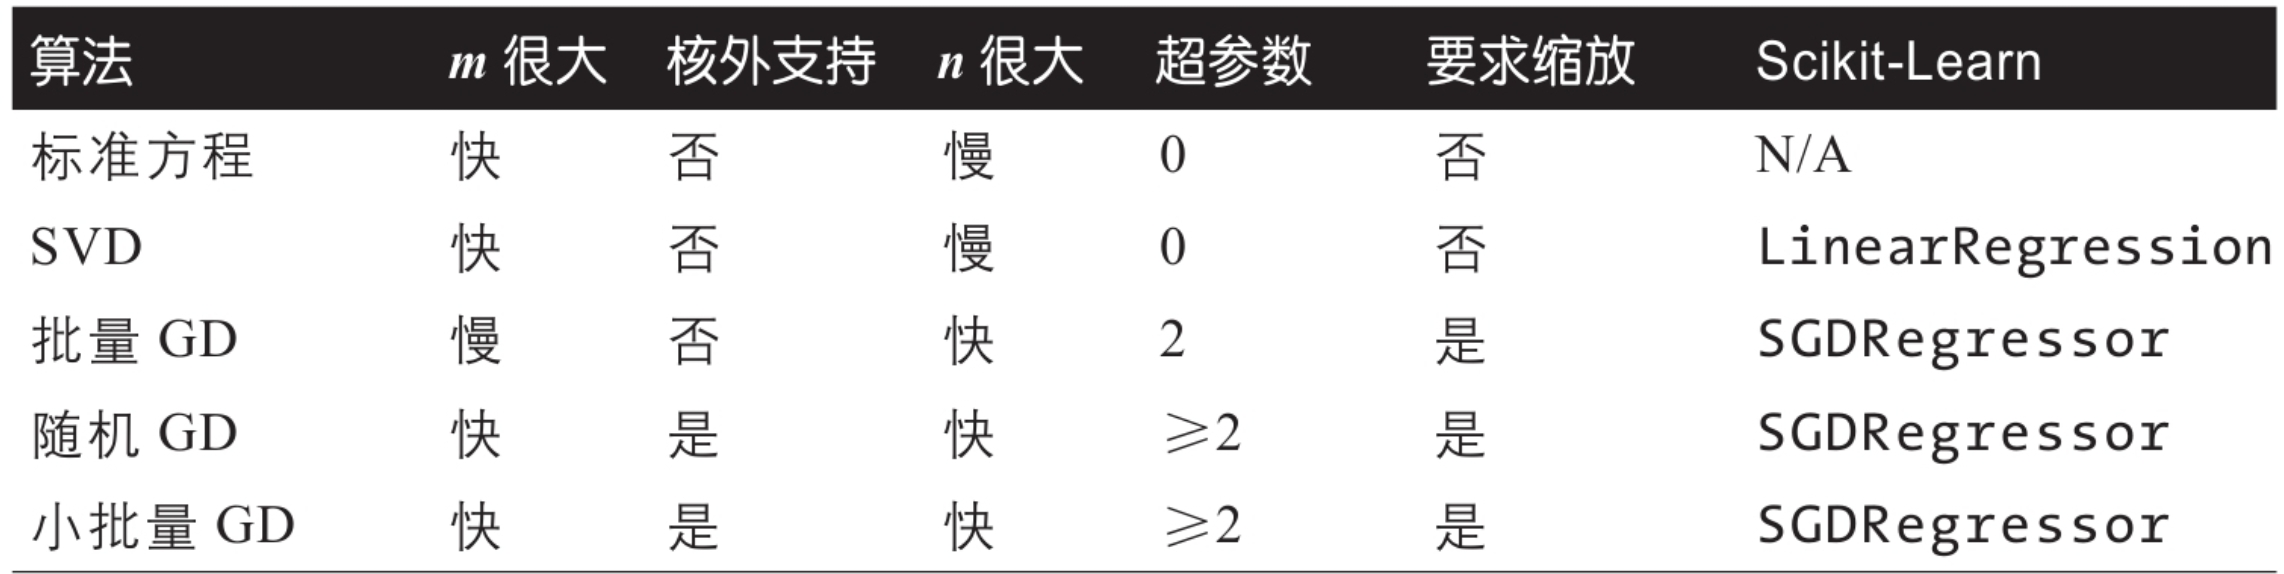 算法 m 很大 核外支持 n 很大 超参数 要求缩放 Scikit-Learn
标准方程 快 否 慢 0 否 N/A
SVD 快 否 慢 0 否 LinearRegression
批量 GD 慢 否 快 2 是 SGDRegressor
随机 GD 快 是 快 ≥2 是 SGDRegressor
小批量 GD 快 是 快 ≥2 是 SGDRegressor